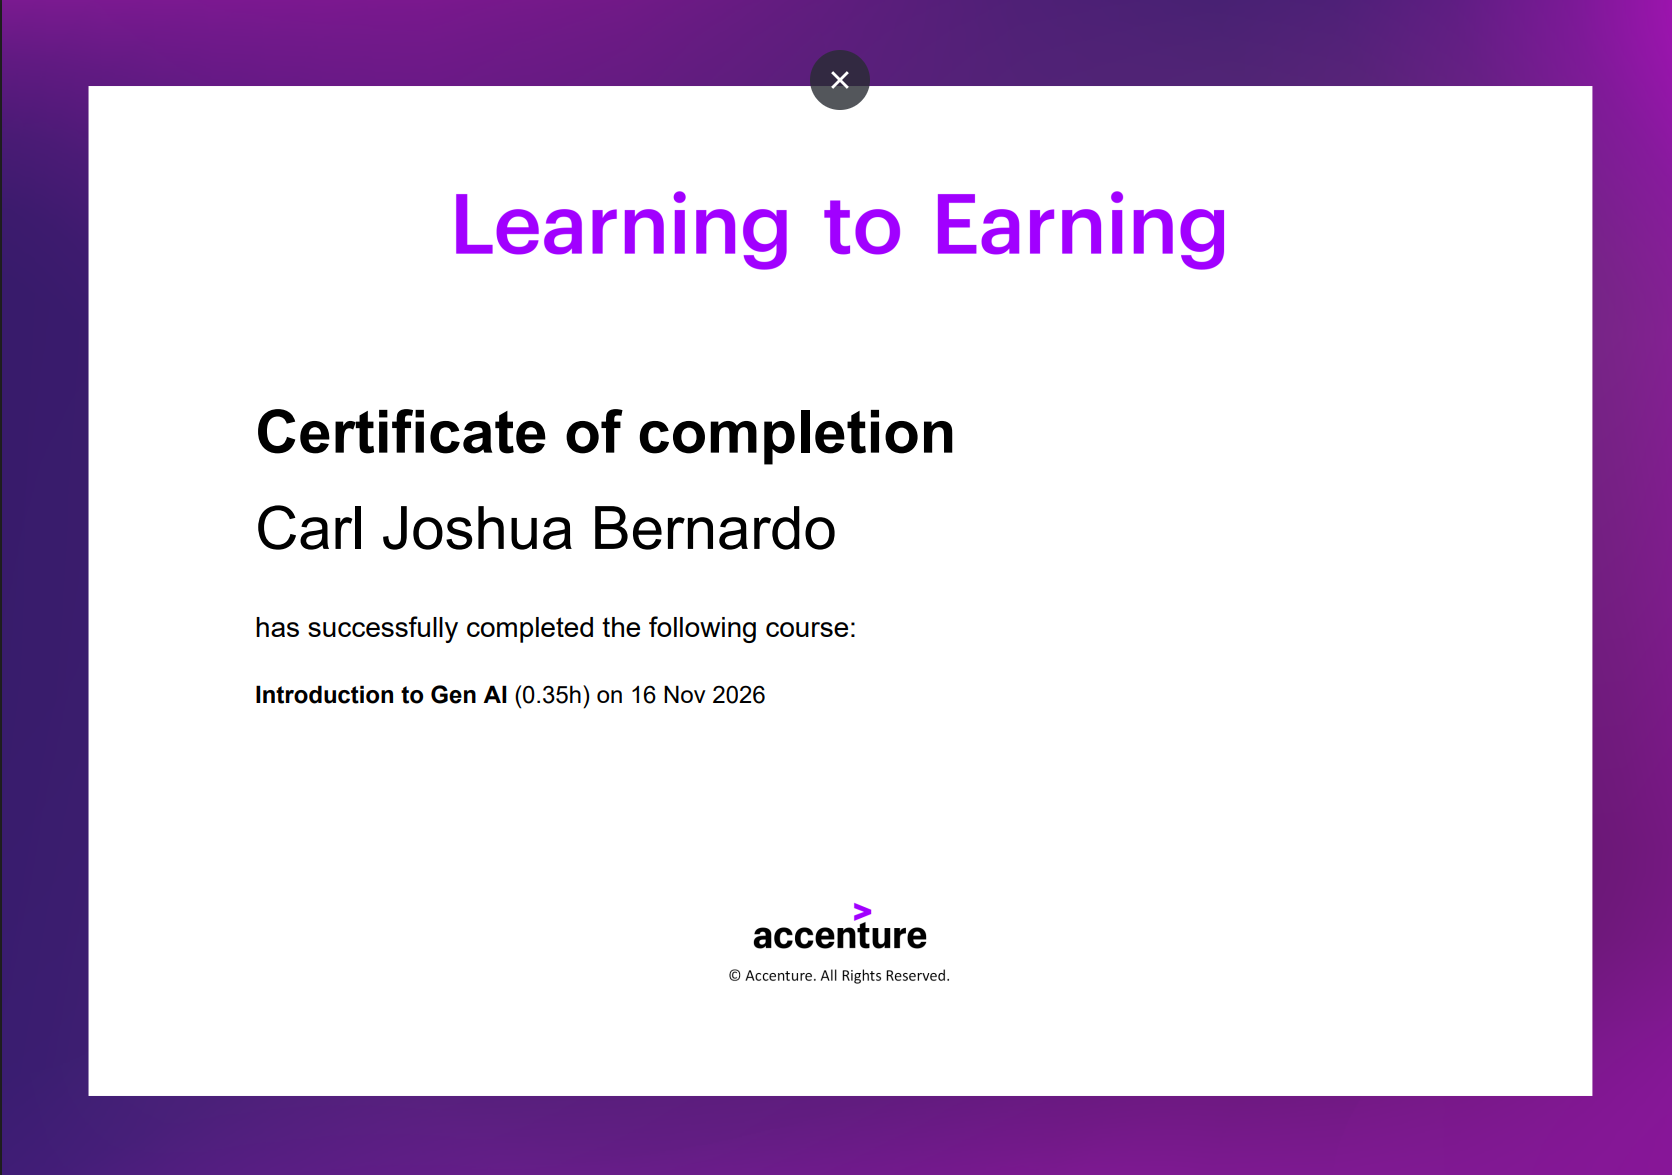 Learning to Earning
Certificate of completion
Carl Joshua Bernardo
has successfully completed the following course:
Introduction to Gen AI (0.35h) on 16 Nov 2026
accenture
© Accenture. All Rights Reserved.